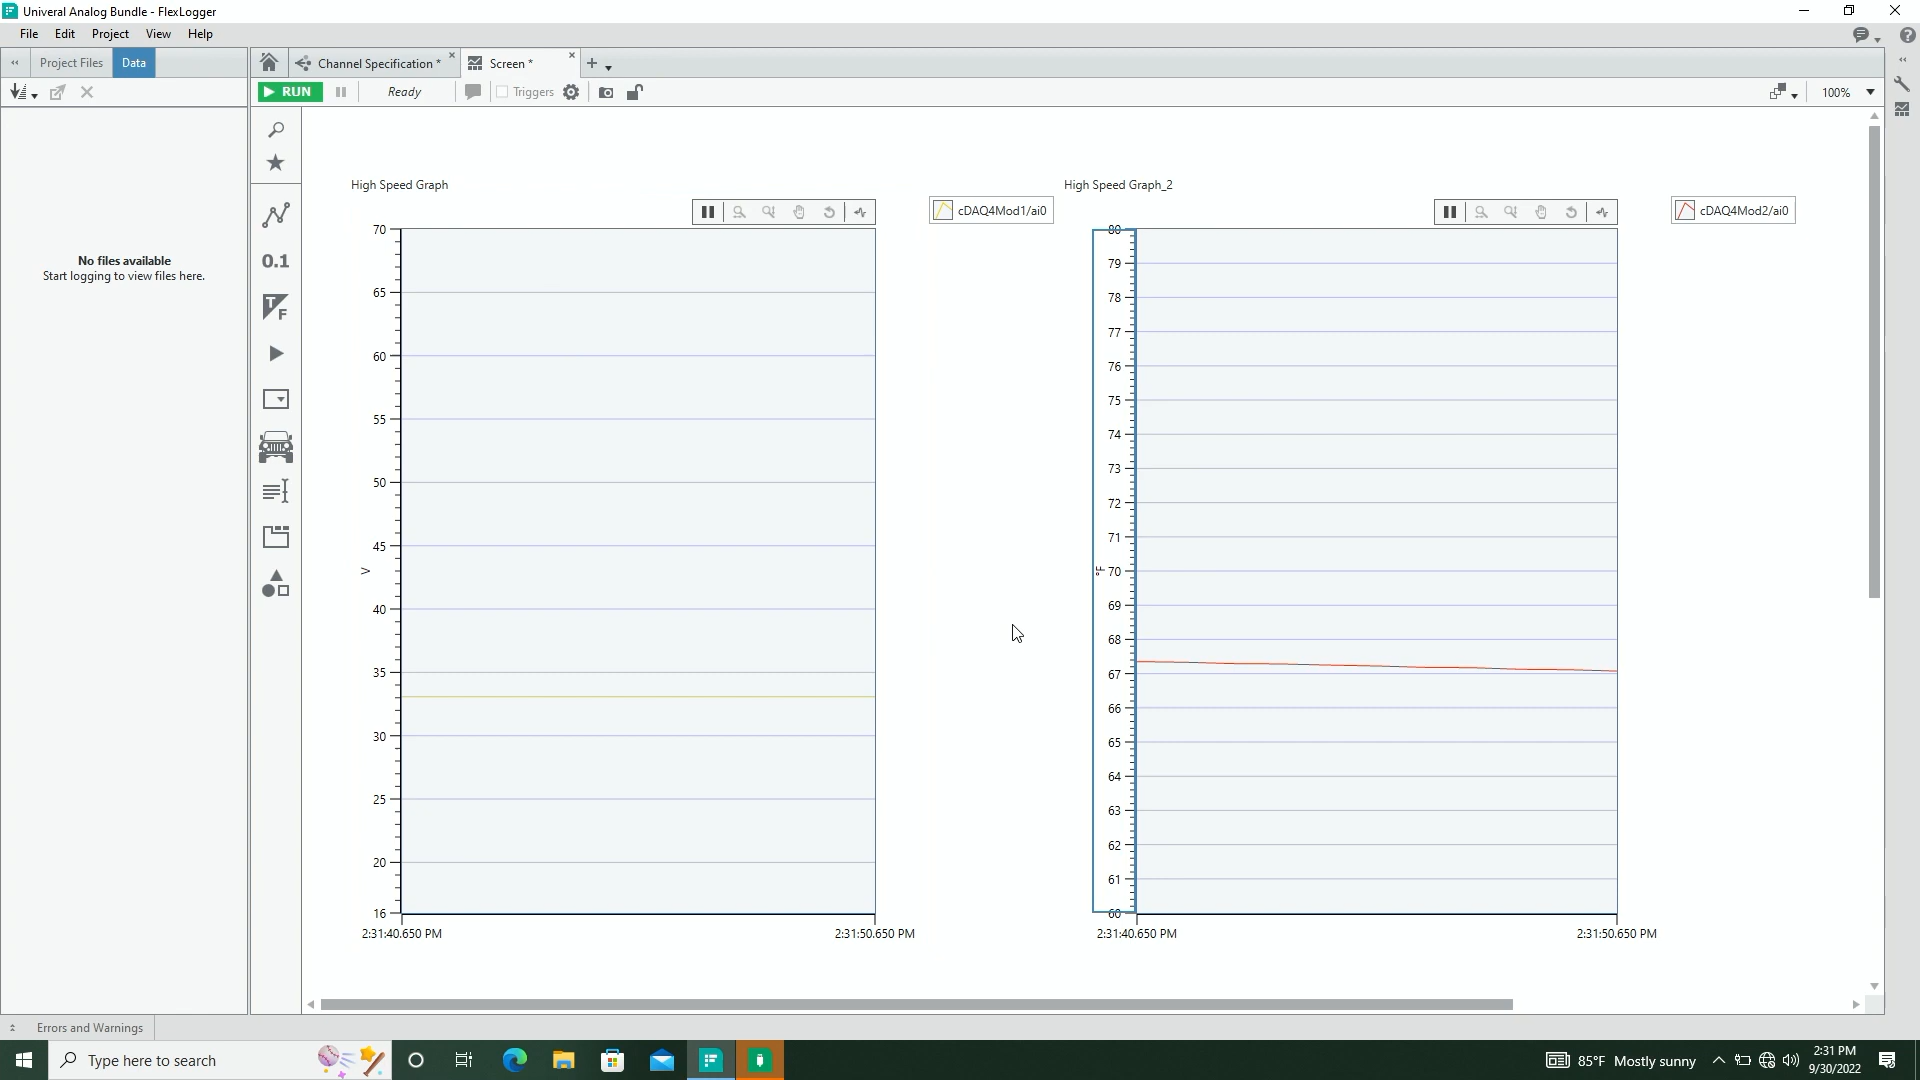 Univeral Analog Bundle - FlexLogger
File Edit Project View Help
Project Files Data
Channel Specification * Screen *
RUN Ready Triggers 100%
No files available
Start logging to view files here.
0.1
T
F
High Speed Graph
cDAQ4Mod1/ai0
70
65
60
55
50
45
40
35
30
25
20
16
V
2:31:40.650 PM 2:31:50.650 PM
High Speed Graph_2
cDAQ4Mod2/ai0
80
79
78
77
76
75
74
73
72
71
70
69
68
67
66
65
64
63
62
61
60
°F
2:31:40.650 PM 2:31:50.650 PM
Errors and Warnings
Type here to search
85°F Mostly sunny
2:31 PM
9/30/2022